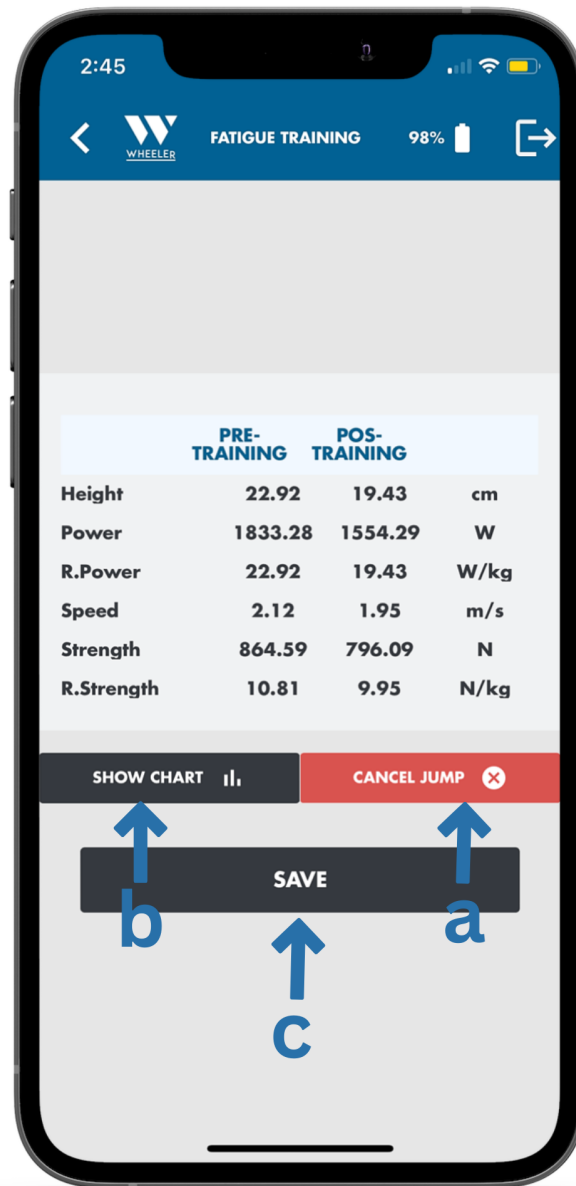 2:45
WHEELER FATIGUE TRAINING 98%
PRE-TRAINING POS-TRAINING
Height 22.92 19.43 cm
Power 1833.28 1554.29 W
R.Power 22.92 19.43 W/kg
Speed 2.12 1.95 m/s
Strength 864.59 796.09 N
R.Strength 10.81 9.95 N/kg
SHOW CHART CANCEL JUMP
SAVE
b a
c